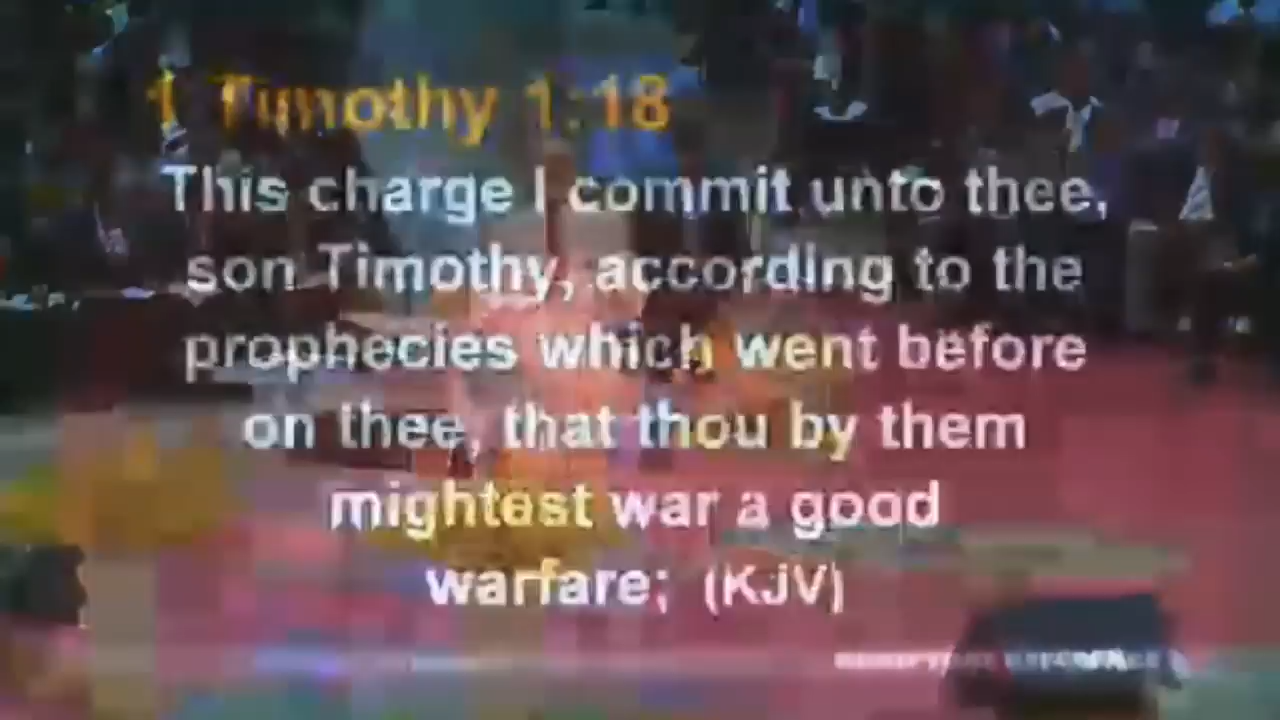 1 Timothy 1:18
This charge I commit unto thee,
son Timothy, according to the
prophecies which went before
on thee, that thou by them
mightest war a good
warfare; (KJV)